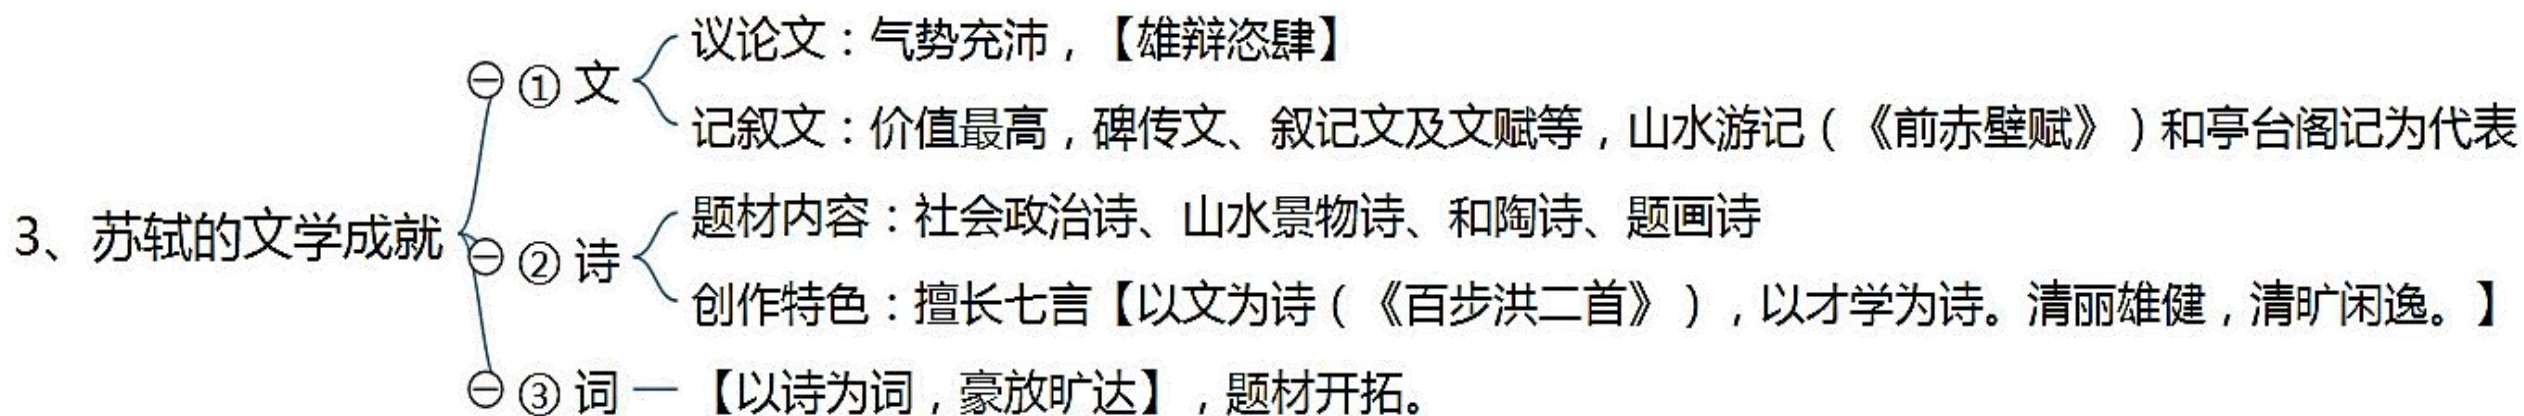 3、苏轼的文学成就
① 文
议论文：气势充沛，【雄辩恣肆】
记叙文：价值最高，碑传文、叙记文及文赋等，山水游记（《前赤壁赋》）和亭台阁记为代表
② 诗
题材内容：社会政治诗、山水景物诗、和陶诗、题画诗
创作特色：擅长七言【以文为诗（《百步洪二首》），以才学为诗。清丽雄健，清旷闲逸。】
③ 词
【以诗为词，豪放旷达】，题材开拓。